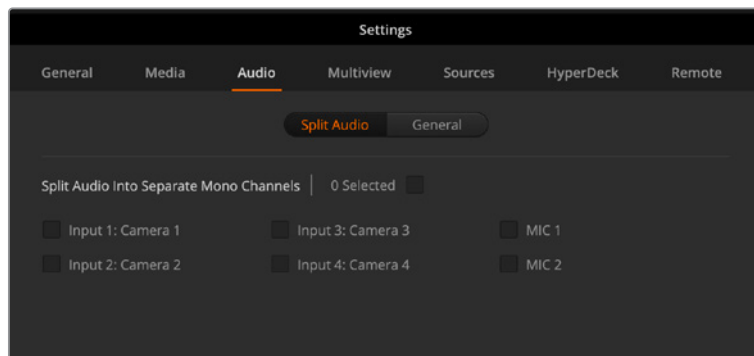 Settings
General Media Audio Multiview Sources HyperDeck Remote
Split Audio General
Split Audio Into Separate Mono Channels 0 Selected
Input 1: Camera 1 Input 3: Camera 3 MIC 1
Input 2: Camera 2 Input 4: Camera 4 MIC 2